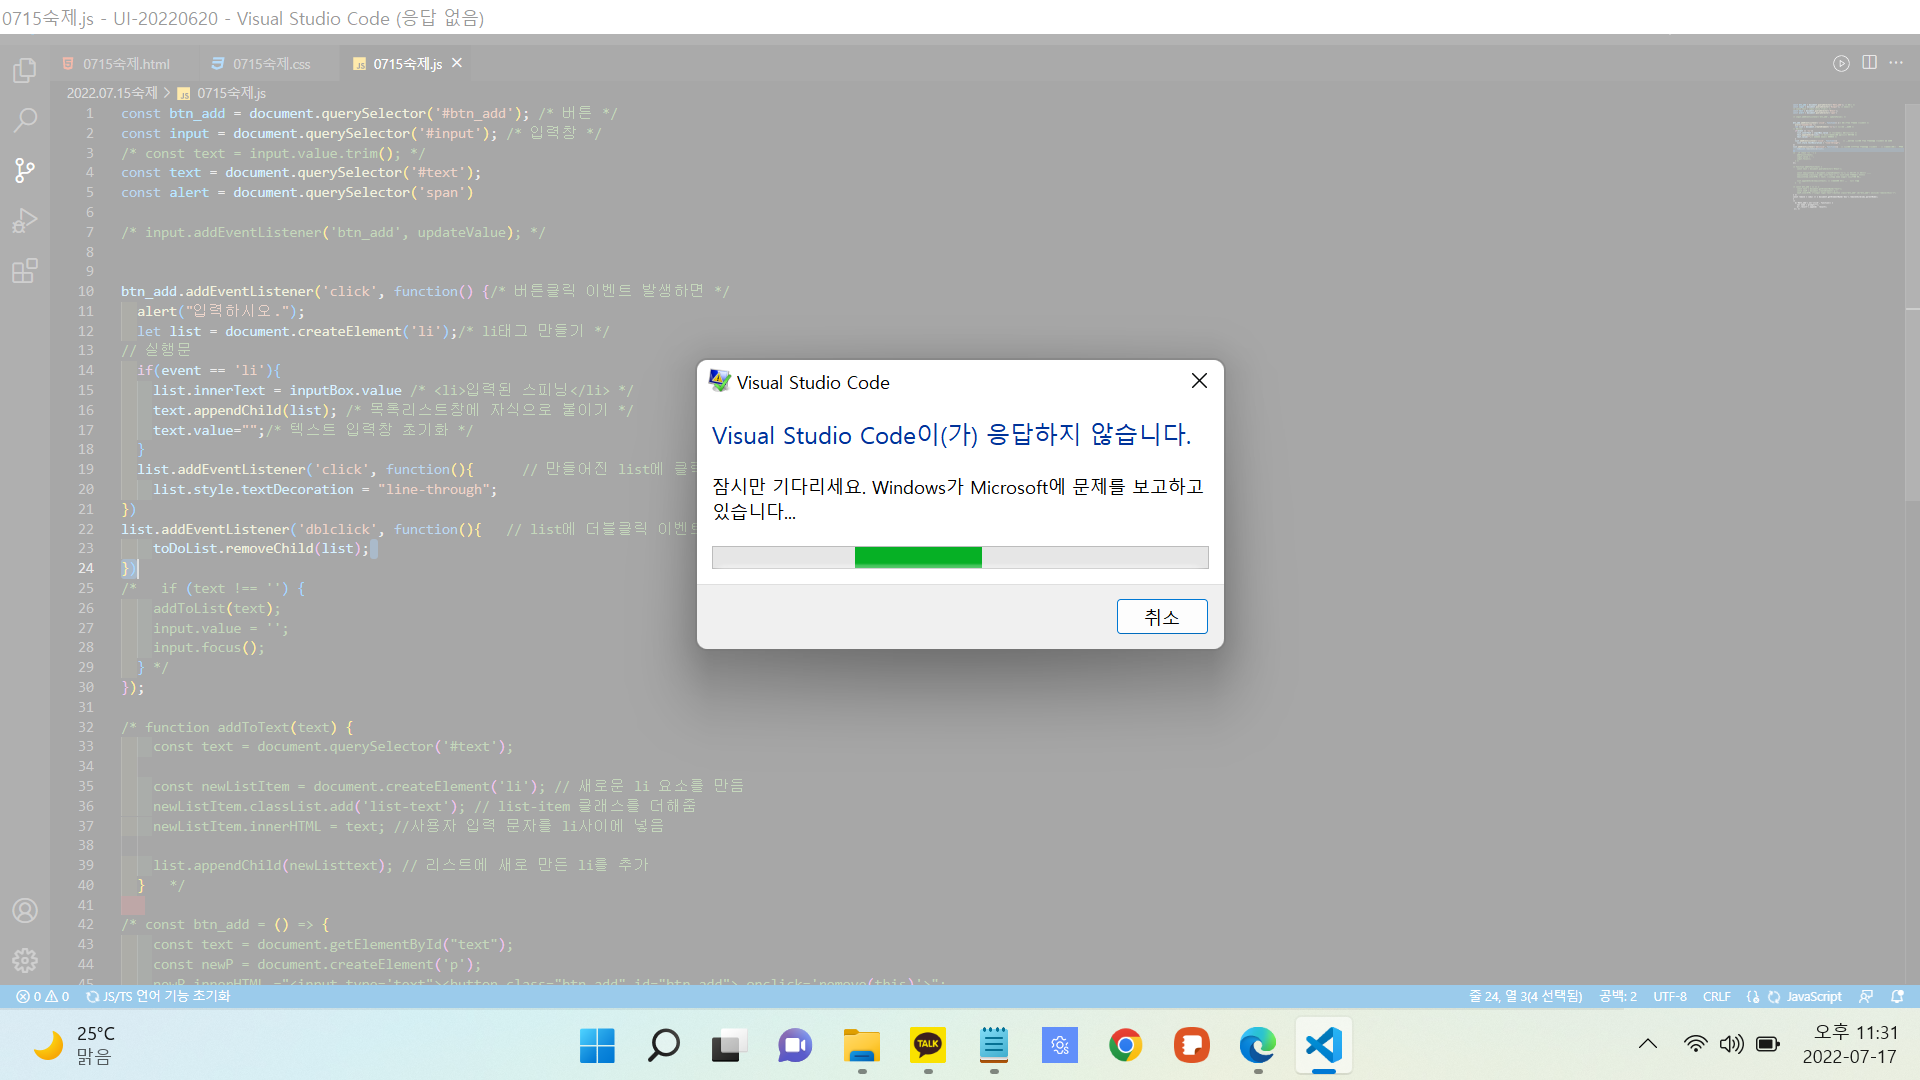 0715숙제.js - UI-20220620 - Visual Studio Code (응답 없음)
0715숙제.html
0715숙제.css
0715숙제.js
2022.07.15숙제 > 0715숙제.js
1 const btn_add = document.querySelector('#btn_add'); /* 버튼 */
2 const input = document.querySelector('#input'); /* 입력창 */
3 /* const text = input.value.trim(); */
4 const text = document.querySelector('#text');
5 const alert = document.querySelector('span')
6
7 /* input.addEventListener('btn_add', updateValue); */
8
9
10 btn_add.addEventListener('click', function() {/* 버튼클릭 이벤트 발생하면 */
11 alert("입력하시오.");
12 let list = document.createElement('li');/* li태그 만들기 */
13 // 실행문
14 if(event == 'li'){
15 list.innerText = inputBox.value /* <li>입력된 스피닝</li> */
16 text.appendChild(list); /* 목록리스트창에 자식으로 붙이기 */
17 text.value="";/* 텍스트 입력창 초기화 */
18 }
19 list.addEventListener('click', function(){ // 만들어진 list에
20 list.style.textDecoration = "line-through";
21 })
22 list.addEventListener('dblclick', function(){ // list에 더블클릭 이벤트
23 toDoList.removeChild(list);
24 })
25 /* if (text !== '') {
26 addToList(text);
27 input.value = '';
28 input.focus();
29 } */
30 });
31
32 /* function addToText(text) {
33 const text = document.querySelector('#text');
34
35 const newListItem = document.createElement('li'); // 새로운 li 요소를 만듬
36 newListItem.classList.add('list-text'); // list-item 클래스를 더해줌
37 newListItem.innerHTML = text; //사용자 입력 문자를 li사이에 넣음
38
39 list.appendChild(newListtext); // 리스트에 새로 만든 li를 추가
40 } */
41
42 /* const btn_add = () => {
43 const text = document.getElementById("text");
44 const newP = document.createElement('p');
45 newP.innerHTML ="<input type='text'><button class="btn_add" id="btn_add"> onclick='remove(this)'>";
Visual Studio Code
Visual Studio Code이(가) 응답하지 않습니다.
잠시만 기다리세요. Windows가 Microsoft에 문제를 보고하고
있습니다...
취소
0 0 JS/TS 언어 기능 초기화
줄 24, 열 3(4 선택됨) 공백: 2 UTF-8 CRLF {} JavaScript
25°C
맑음
TALK
오후 11:31
2022-07-17